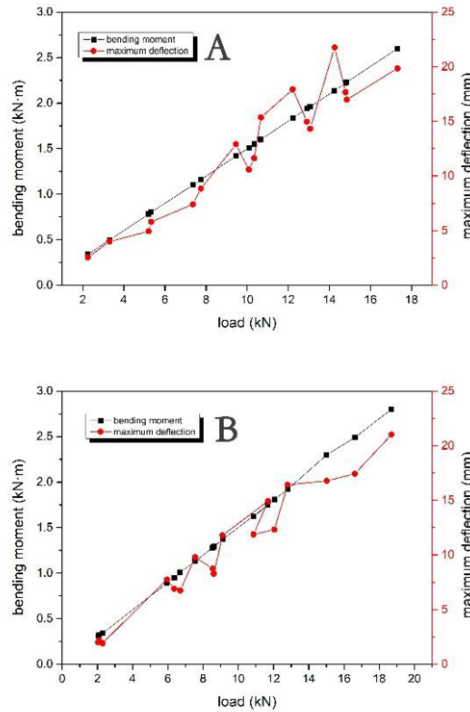 A
bending moment
maximum deflection
3.0
2.5
2.0
1.5
1.0
0.5
0.0
bending moment (kN·m)
25
20
15
10
5
0
maximum deflection (mm)
2 4 6 8 10 12 14 16 18
load (kN)
B
bending moment
maximum deflection
3.0
2.5
2.0
1.5
1.0
0.5
0.0
bending moment (kN·m)
25
20
15
10
5
0
maximum deflection (mm)
0 2 4 6 8 10 12 14 16 18 20
load (kN)